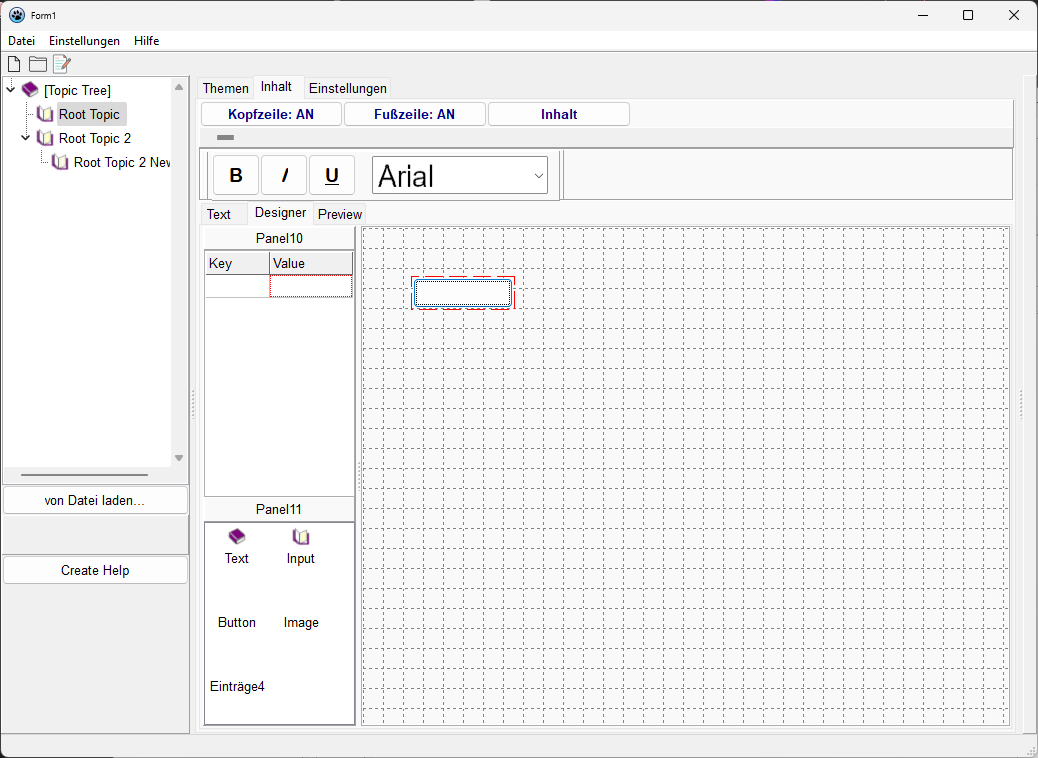 Form1
Datei Einstellungen Hilfe
[Topic Tree]
Root Topic
Root Topic 2
Root Topic 2 New
von Datei laden...
Create Help
Themen Inhalt Einstellungen
Kopfzeile: AN Fußzeile: AN Inhalt
B I U Arial
Text Designer Preview
Panel10
Key Value
Panel11
Text Input
Button Image
Einträge4